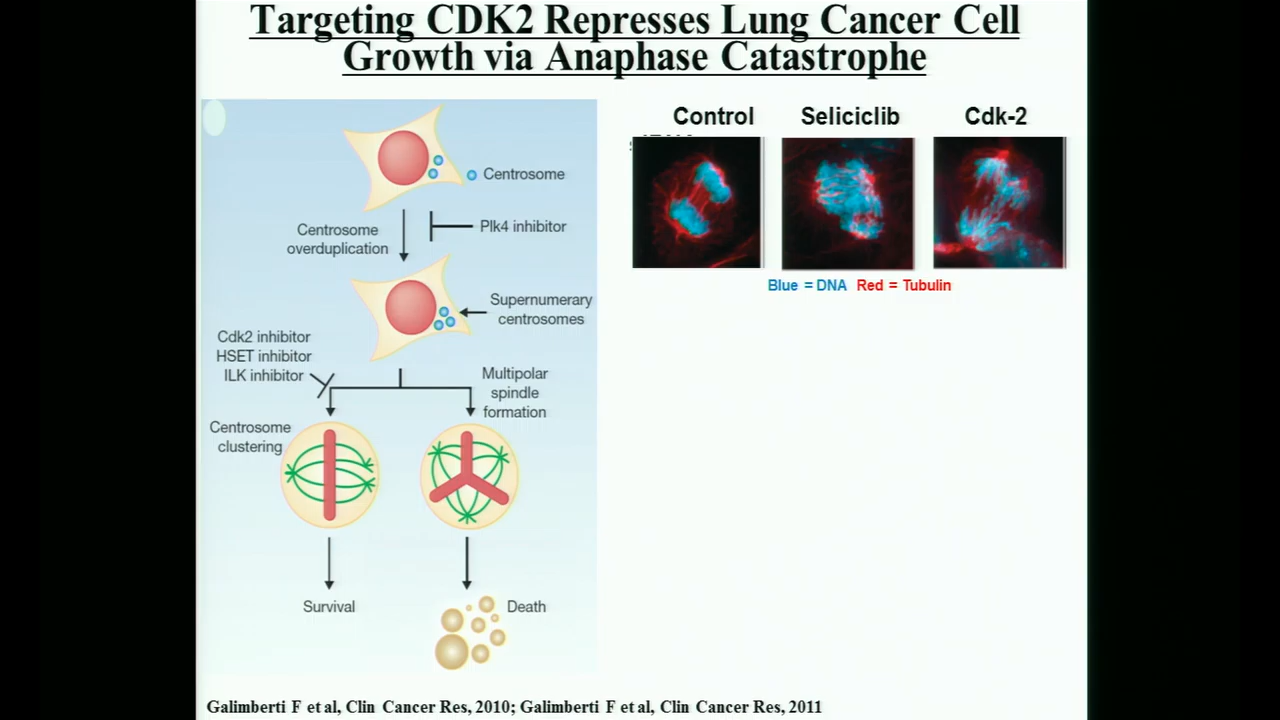 Targeting CDK2 Represses Lung Cancer Cell
Growth via Anaphase Catastrophe
Centrosome
Centrosome
overduplication
Plk4 inhibitor
Supernumerary
centrosomes
Cdk2 inhibitor
HSET inhibitor
ILK inhibitor
Multipolar
spindle
formation
Centrosome
clustering
Survival
Death
Control
Seliciclib
Cdk-2
Blue = DNA Red = Tubulin
Galimberti F et al, Clin Cancer Res, 2010; Galimberti F et al, Clin Cancer Res, 2011